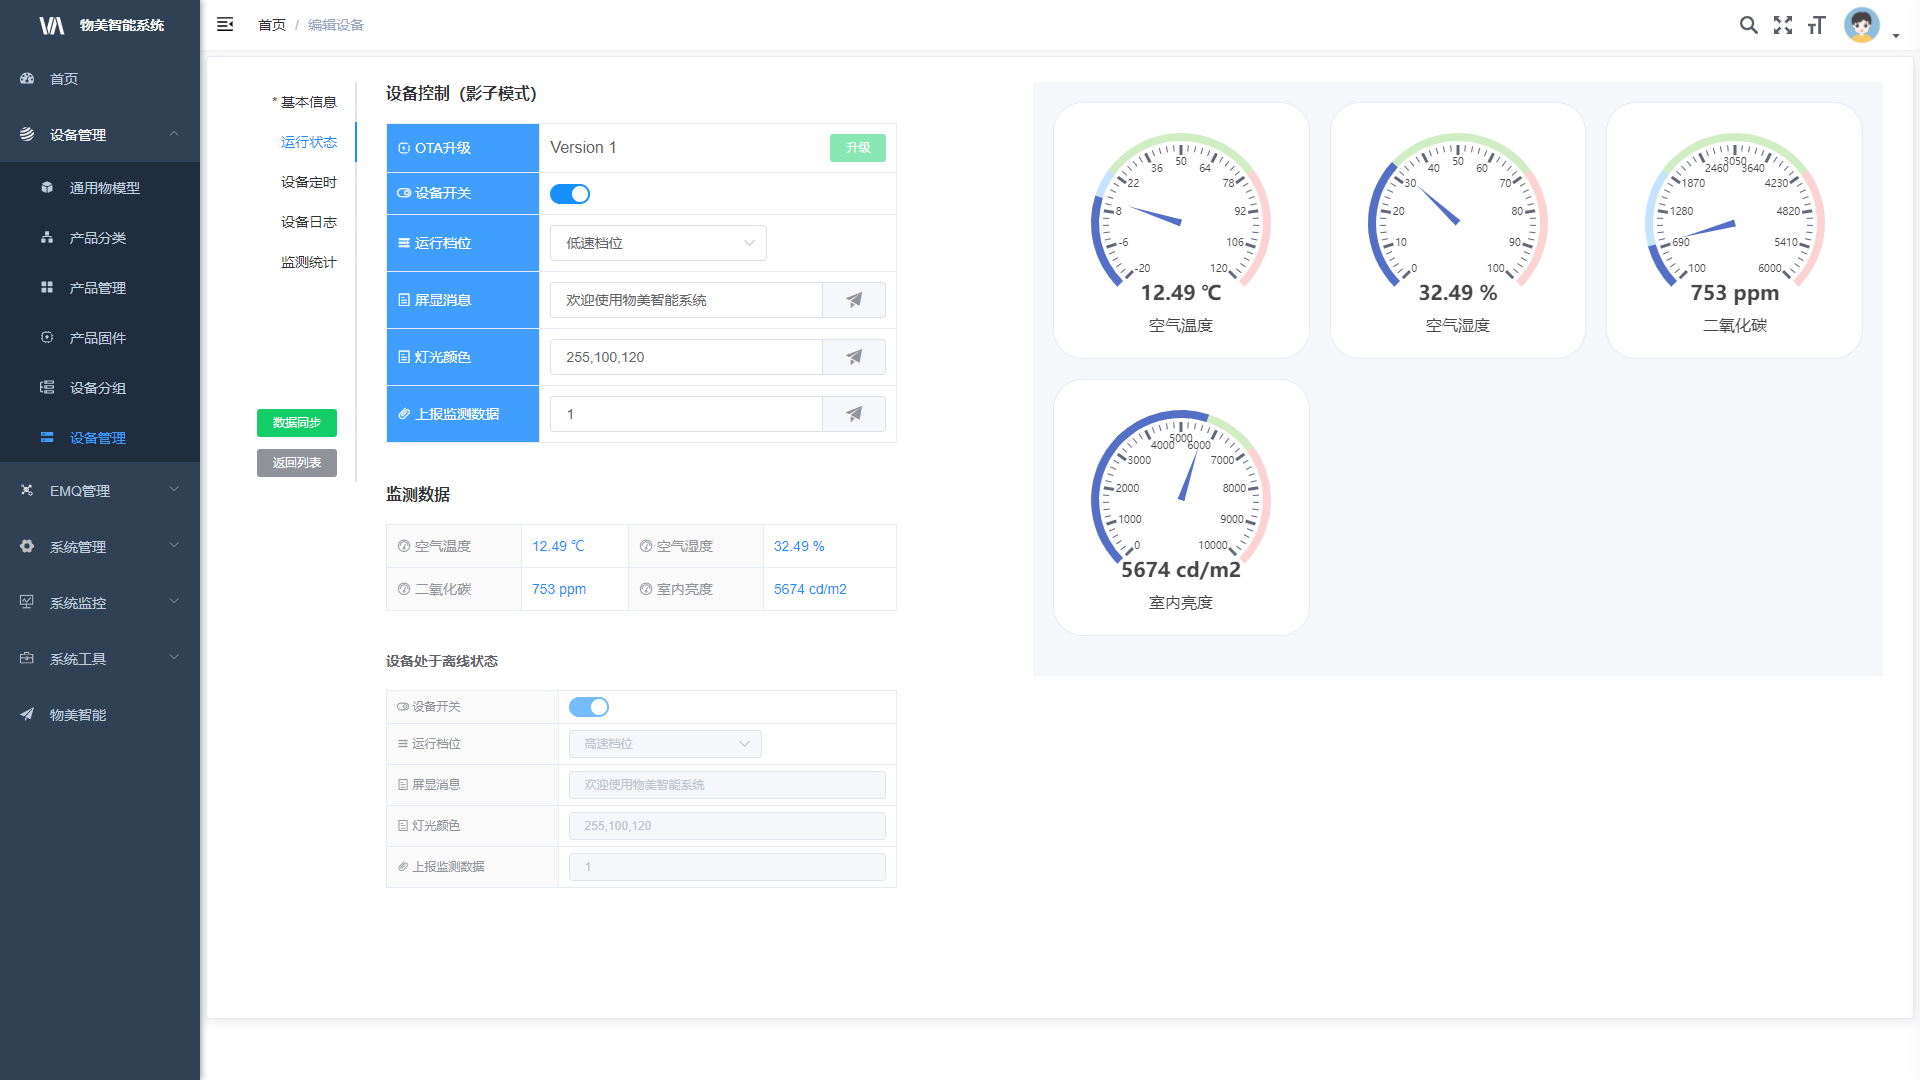 物美智能系统
首页
设备管理
通用物模型
产品分类
产品管理
产品固件
设备分组
设备管理
EMQ管理
系统管理
系统监控
系统工具
物美智能
首页 / 编辑设备
* 基本信息
运行状态
设备定时
设备日志
监测统计
数据同步
返回列表
设备控制（影子模式）
OTA升级 Version 1 升级
设备开关
运行档位 低速档位
屏显消息 欢迎使用物美智能系统
灯光颜色 255,100,120
上报监测数据 1
监测数据
空气温度 12.49 ℃ 空气湿度 32.49 %
二氧化碳 753 ppm 室内亮度 5674 cd/m2
设备处于离线状态
设备开关
运行档位 高速档位
屏显消息 欢迎使用物美智能系统
灯光颜色 255,100,120
上报监测数据 1
-20 -6 8 22 36 50 64 78 92 106 120
12.49 ℃
空气温度
0 10 20 30 40 50 60 70 80 90 100
32.49 %
空气湿度
100 690 1280 1870 2460 3050 3640 4230 4820 5410 6000
753 ppm
二氧化碳
0 1000 2000 3000 4000 5000 6000 7000 8000 9000 10000
5674 cd/m2
室内亮度